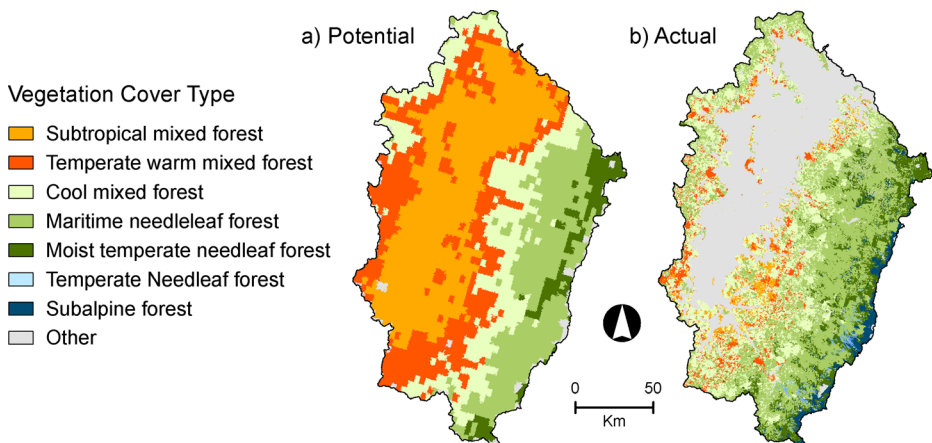 a) Potential
b) Actual
Vegetation Cover Type
Subtropical mixed forest
Temperate warm mixed forest
Cool mixed forest
Maritime needleleaf forest
Moist temperate needleaf forest
Temperate Needleaf forest
Subalpine forest
Other
0 50
Km